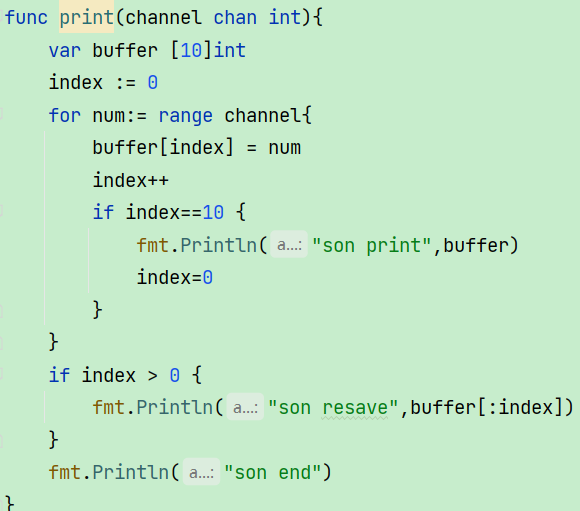 func print(channel chan int){
    var buffer [10]int
    index := 0
    for num:= range channel{
        buffer[index] = num
        index++
        if index==10 {
            fmt.Println( a…: "son print",buffer)
            index=0
        }
    }
    if index > 0 {
        fmt.Println( a…: "son resave",buffer[:index])
    }
    fmt.Println( a…: "son end")
}